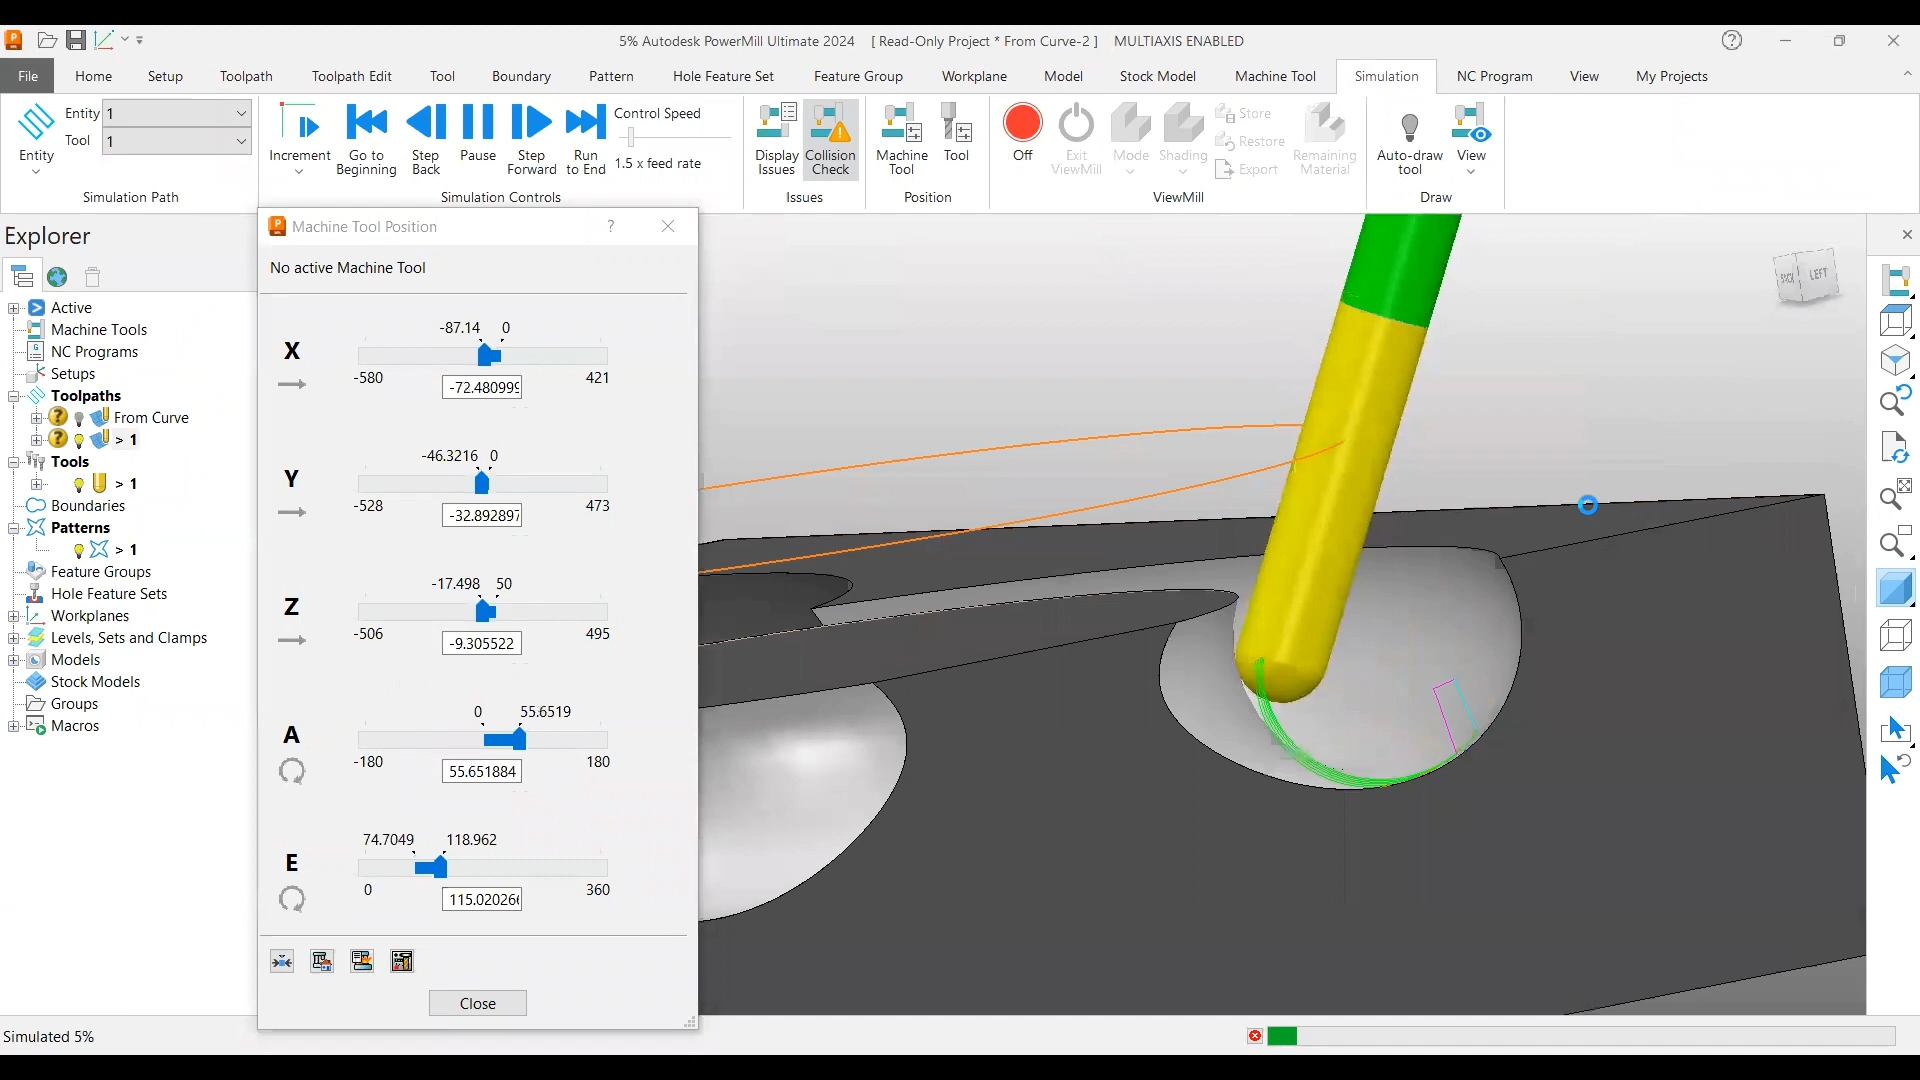 5% Autodesk PowerMill Ultimate 2024 [ Read-Only Project * From Curve-2 ] MULTIAXIS ENABLED
File Home Setup Toolpath Toolpath Edit Tool Boundary Pattern Hole Feature Set Feature Group Workplane Model Stock Model Machine Tool Simulation NC Program View My Projects
Entity 1
Tool 1
Entity
Simulation Path
Increment
Go to Beginning
Step Back
Pause
Step Forward
Run to End
Control Speed
1.5 x feed rate
Simulation Controls
Display Issues
Collision Check
Issues
Machine Tool
Tool
Position
Off
Exit ViewMill
Mode
Shading
Store
Restore
Export
Remaining Material
ViewMill
Auto-draw tool
View
Draw
Explorer
Active
Machine Tools
NC Programs
Setups
Toolpaths
From Curve
> 1
Tools
> 1
Boundaries
Patterns
> 1
Feature Groups
Hole Feature Sets
Workplanes
Levels, Sets and Clamps
Models
Stock Models
Groups
Macros
Machine Tool Position
?
No active Machine Tool
-87.14 0
X
-580 421
-72.480999
-46.3216 0
Y
-528 473
-32.892897
-17.498 50
Z
-506 495
-9.305522
0 55.6519
A
-180 180
55.651884
74.7049 118.962
E
0 360
115.02026
Close
BACK LEFT
Simulated 5%